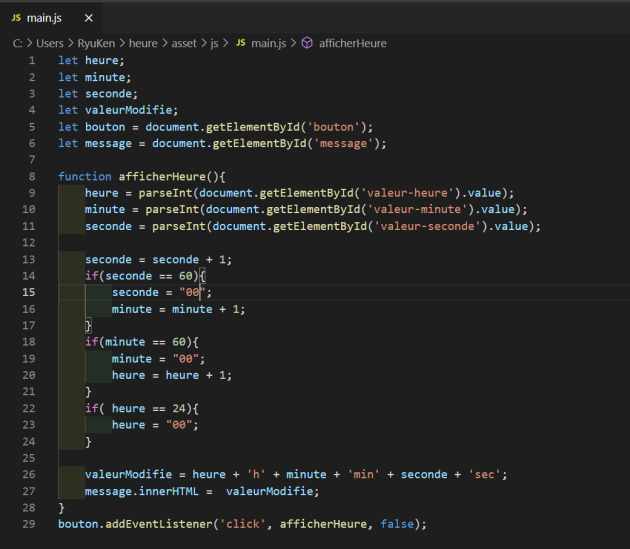 JS main.js ×
C: > Users > RyuKen > heure > asset > js > JS main.js > afficherHeure
1 let heure;
2 let minute;
3 let seconde;
4 let valeurModifie;
5 let bouton = document.getElementById('bouton');
6 let message = document.getElementById('message');
7
8 function afficherHeure(){
9 heure = parseInt(document.getElementById('valeur-heure').value);
10 minute = parseInt(document.getElementById('valeur-minute').value);
11 seconde = parseInt(document.getElementById('valeur-seconde').value);
12
13 seconde = seconde + 1;
14 if(seconde == 60){
15 seconde = "00";
16 minute = minute + 1;
17 }
18 if(minute == 60){
19 minute = "00";
20 heure = heure + 1;
21 }
22 if( heure == 24){
23 heure = "00";
24 }
25
26 valeurModifie = heure + 'h' + minute + 'min' + seconde + 'sec';
27 message.innerHTML =  valeurModifie;
28 }
29 bouton.addEventListener('click', afficherHeure, false);